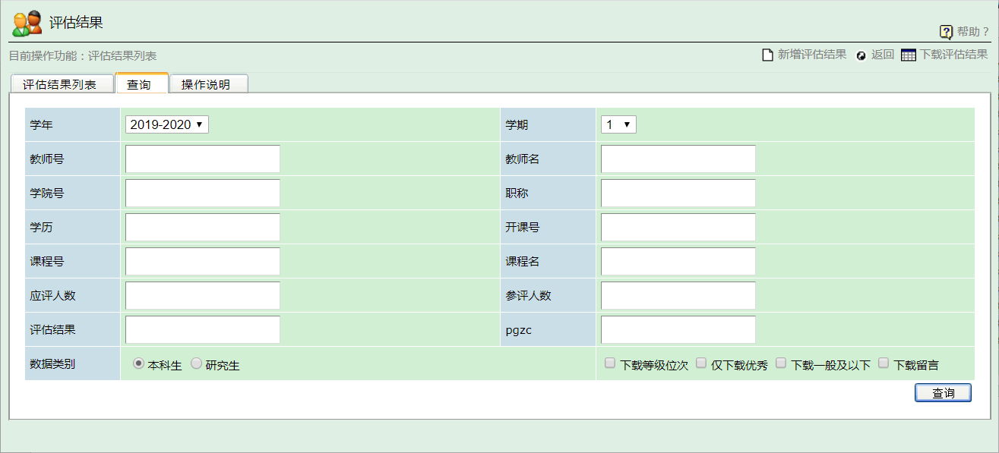 评估结果
帮助 ?
目前操作功能：评估结果列表
新增评估结果 返回 下载评估结果
评估结果列表 查询 操作说明
学年 2019-2020 学期 1
教师号 教师名
学院号 职称
学历 开课号
课程号 课程名
应评人数 参评人数
评估结果 pgzc
数据类别 本科生 研究生 下载等级位次 仅下载优秀 下载一般及以下 下载留言
查询